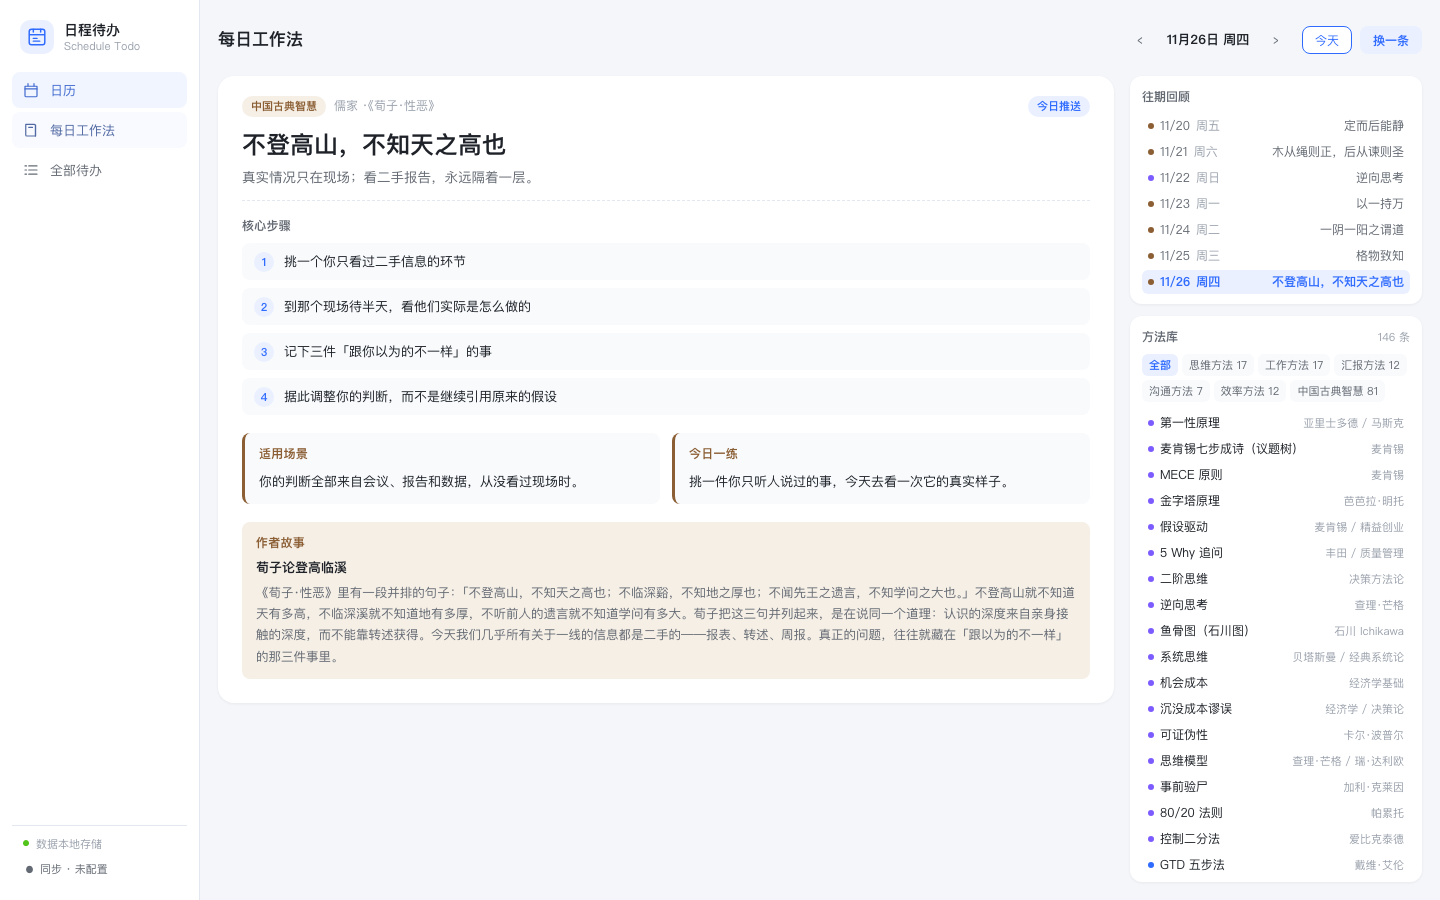 日程待办
Schedule Todo
日历
每日工作法
全部待办
数据本地存储
同步 · 未配置
每日工作法
11月26日 周四
今天
换一条
中国古典智慧
儒家 ·《荀子·性恶》
今日推送
不登高山，不知天之高也
真实情况只在现场；看二手报告，永远隔着一层。
核心步骤
1 挑一个你只看过二手信息的环节
2 到那个现场待半天，看他们实际是怎么做的
3 记下三件「跟你以为的不一样」的事
4 据此调整你的判断，而不是继续引用原来的假设
适用场景
你的判断全部来自会议、报告和数据，从没看过现场时。
今日一练
挑一件你只听人说过的事，今天去看一次它的真实样子。
作者故事
荀子论登高临溪
《荀子·性恶》里有一段并排的句子：「不登高山，不知天之高也；不临深谿，不知地之厚也；不闻先王之遗言，不知学问之大也。」不登高山就不知道
天有多高，不临深溪就不知道地有多厚，不听前人的遗言就不知道学问有多大。荀子把这三句并列起来，是在说同一个道理：认识的深度来自亲身接
触的深度，而不能靠转述获得。今天我们几乎所有关于一线的信息都是二手的——报表、转述、周报。真正的问题，往往就藏在「跟以为的不一样」
的那三件事里。
往期回顾
11/20 周五 定而后能静
11/21 周六 木从绳则正，后从谏则圣
11/22 周日 逆向思考
11/23 周一 以一持万
11/24 周二 一阴一阳之谓道
11/25 周三 格物致知
11/26 周四 不登高山，不知天之高也
方法库 146 条
全部 思维方法 17 工作方法 17 汇报方法 12
沟通方法 7 效率方法 12 中国古典智慧 81
第一性原理 亚里士多德 / 马斯克
麦肯锡七步成诗（议题树） 麦肯锡
MECE 原则 麦肯锡
金字塔原理 芭芭拉·明托
假设驱动 麦肯锡 / 精益创业
5 Why 追问 丰田 / 质量管理
二阶思维 决策方法论
逆向思考 查理·芒格
鱼骨图（石川图） 石川 Ichikawa
系统思维 贝塔斯曼 / 经典系统论
机会成本 经济学基础
沉没成本谬误 经济学 / 决策论
可证伪性 卡尔·波普尔
思维模型 查理·芒格 / 瑞·达利欧
事前验尸 加利·克莱因
80/20 法则 帕累托
控制二分法 爱比克泰德
GTD 五步法 戴维·艾伦